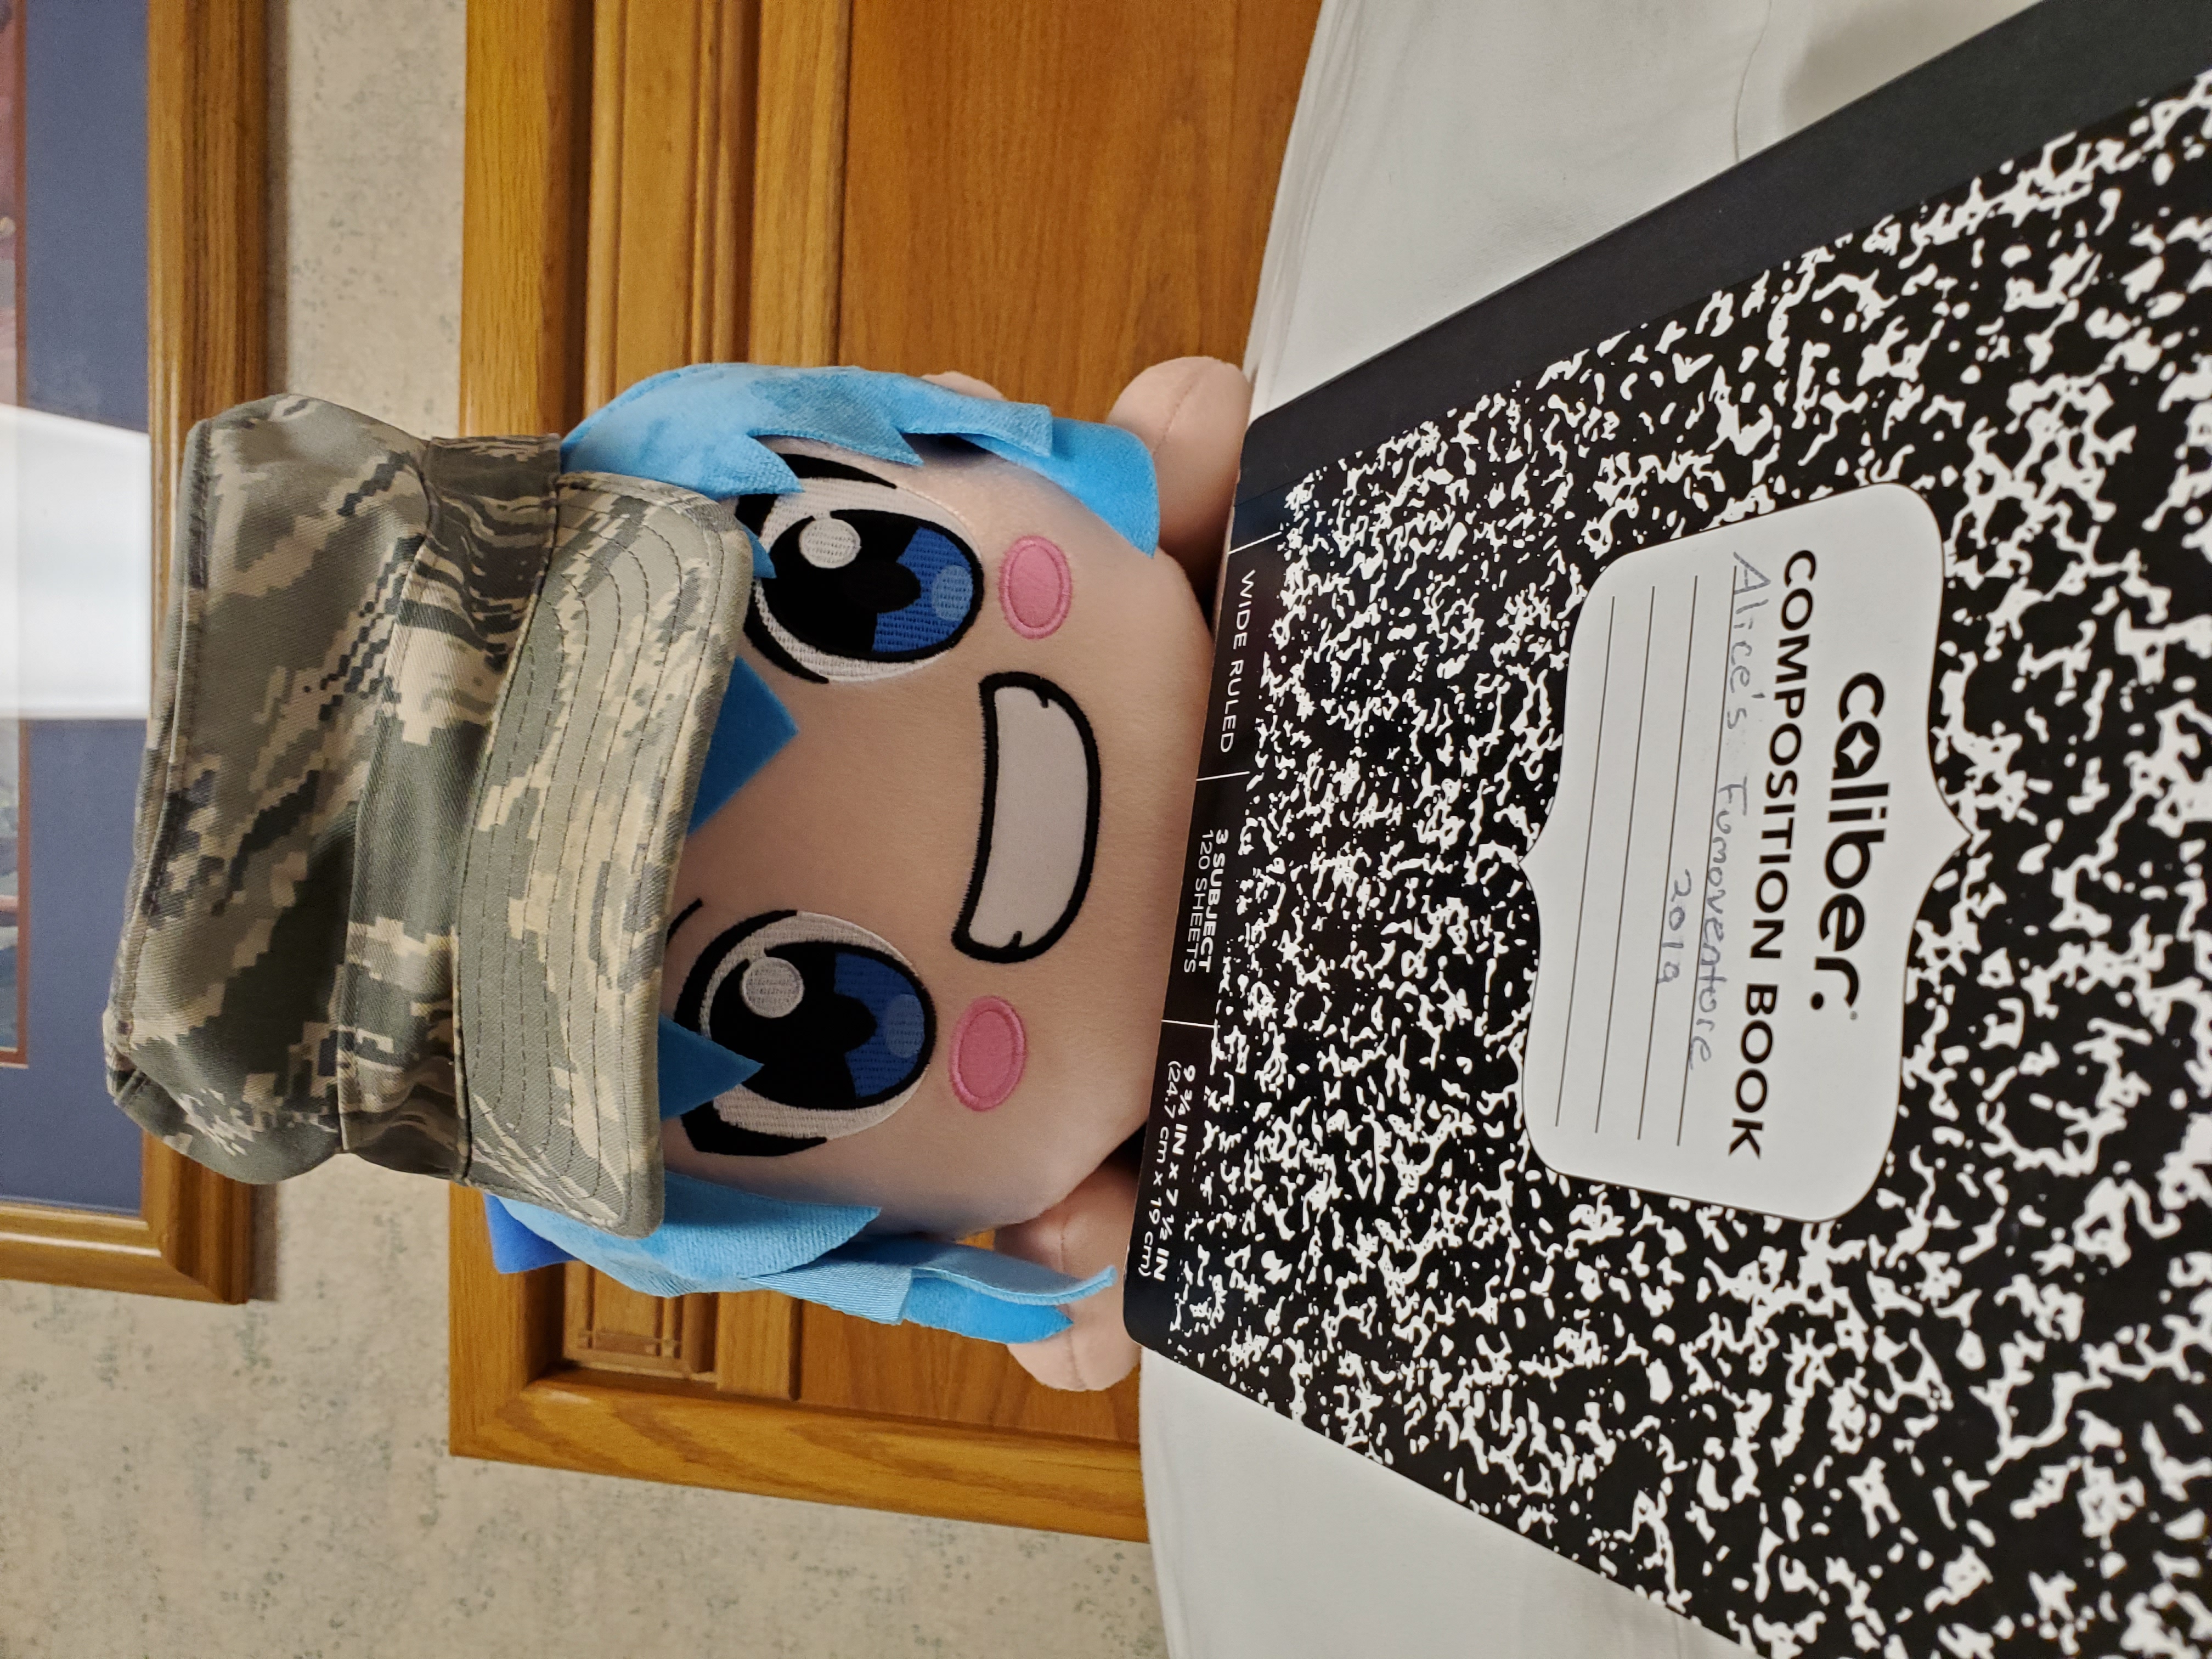 caliber.
COMPOSITION BOOK
Alice's Fumoventore
2019
WIDE RULED
3 SUBJECT
120 SHEETS
9 ¾ IN x 7 ½ IN
(24.7 cm x 19 cm)